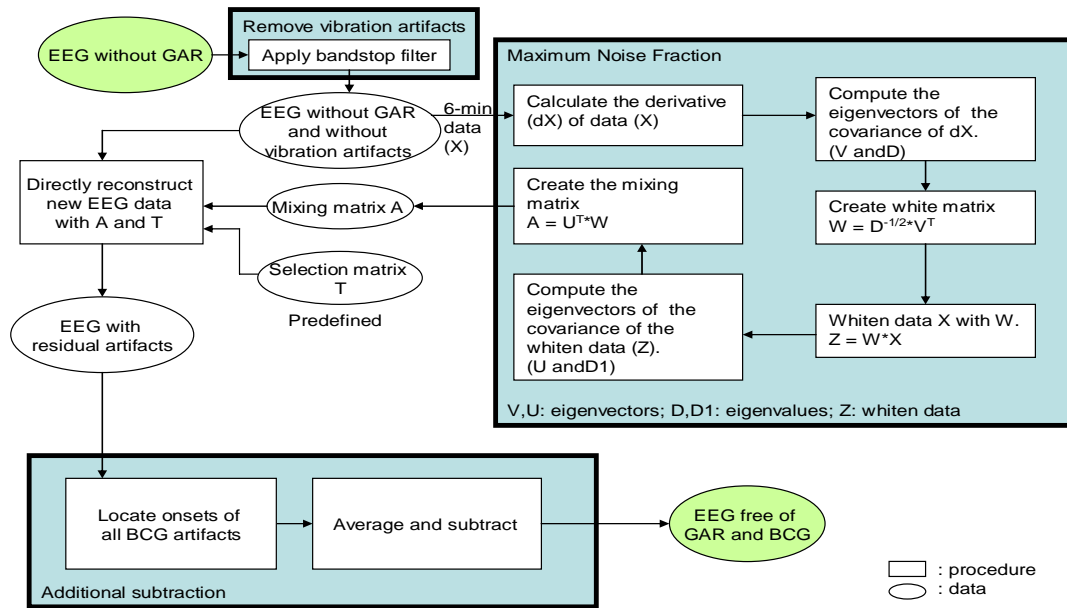 Remove vibration artifacts
EEG without GAR
Apply bandstop filter
EEG without GAR
and without
vibration artifacts
6-min
data
(X)
Maximum Noise Fraction
Calculate the derivative
(dX) of data (X)
Compute the
eigenvectors of the
covariance of dX.
(V andD)
Create white matrix
W = D⁻¹/²*Vᵀ
Whiten data X with W.
Z = W*X
Compute the
eigenvectors of the
covariance of the
whiten data (Z).
(U andD1)
Create the mixing
matrix
A = Uᵀ*W
V,U: eigenvectors; D,D1: eigenvalues; Z: whiten data
Mixing matrix A
Selection matrix
T
Predefined
Directly reconstruct
new EEG data
with A and T
EEG with
residual artifacts
Locate onsets of
all BCG artifacts
Average and subtract
Additional subtraction
EEG free of
GAR and BCG
: procedure
: data